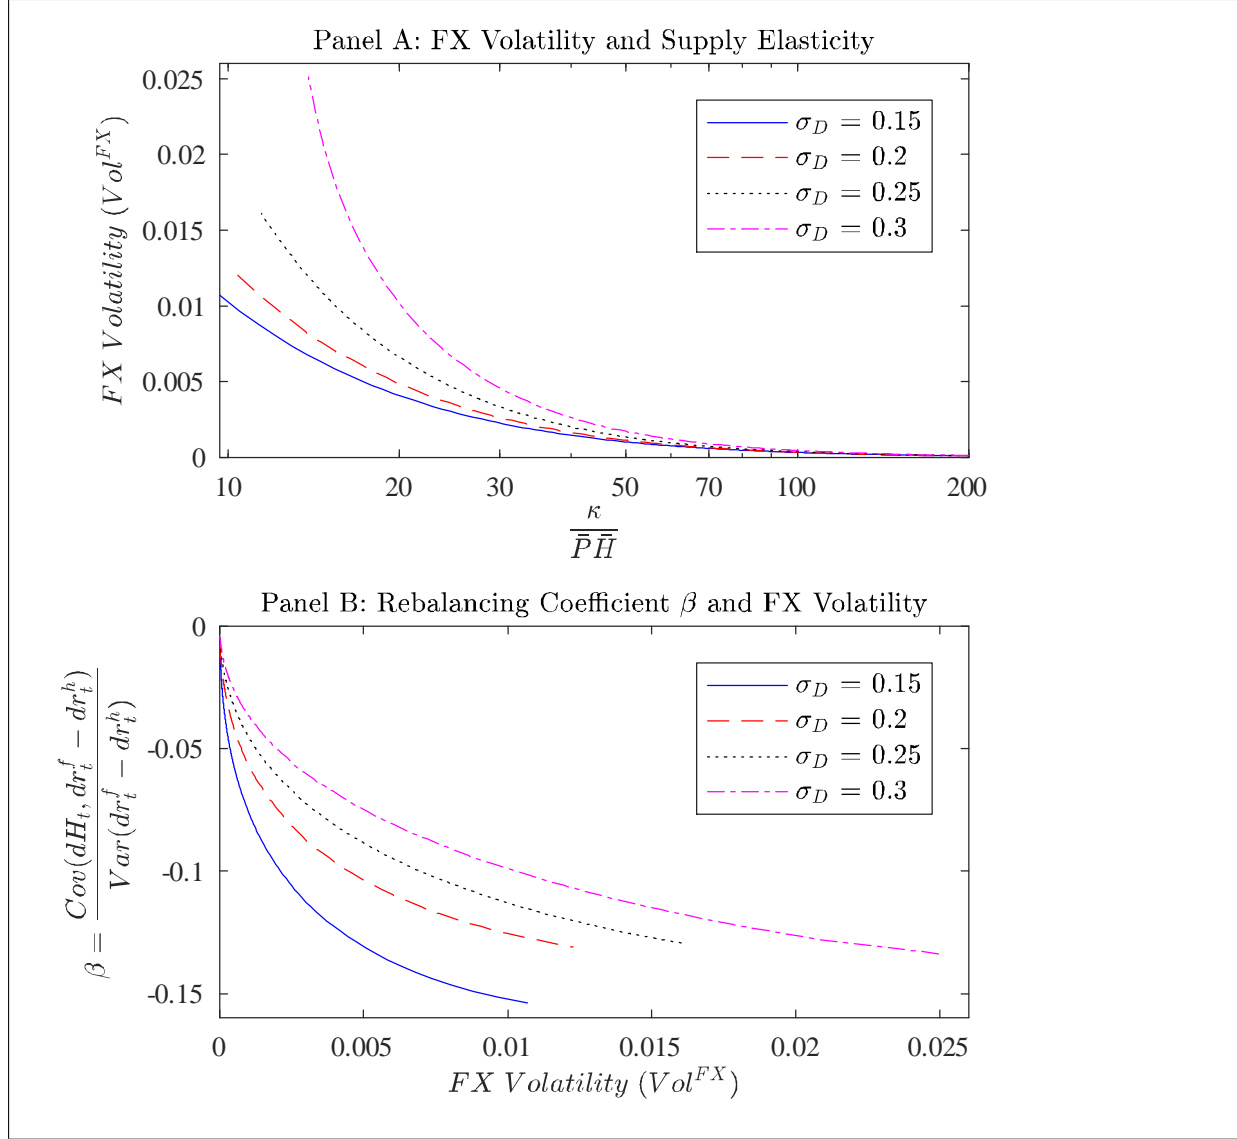 Panel A: FX Volatility and Supply Elasticity
FX Volatility (Vol^{FX})
0.025
0.02
0.015
0.01
0.005
0
10 20 30 50 70 100 200
κ
P̄H̄
σ_D = 0.15
σ_D = 0.2
σ_D = 0.25
σ_D = 0.3
Panel B: Rebalancing Coefficient β and FX Volatility
β = Cov(dH_t, dr_t^f − dr_t^h)
Var(dr_t^f − dr_t^h)
0
-0.05
-0.1
-0.15
0 0.005 0.01 0.015 0.02 0.025
FX Volatility (Vol^{FX})
σ_D = 0.15
σ_D = 0.2
σ_D = 0.25
σ_D = 0.3